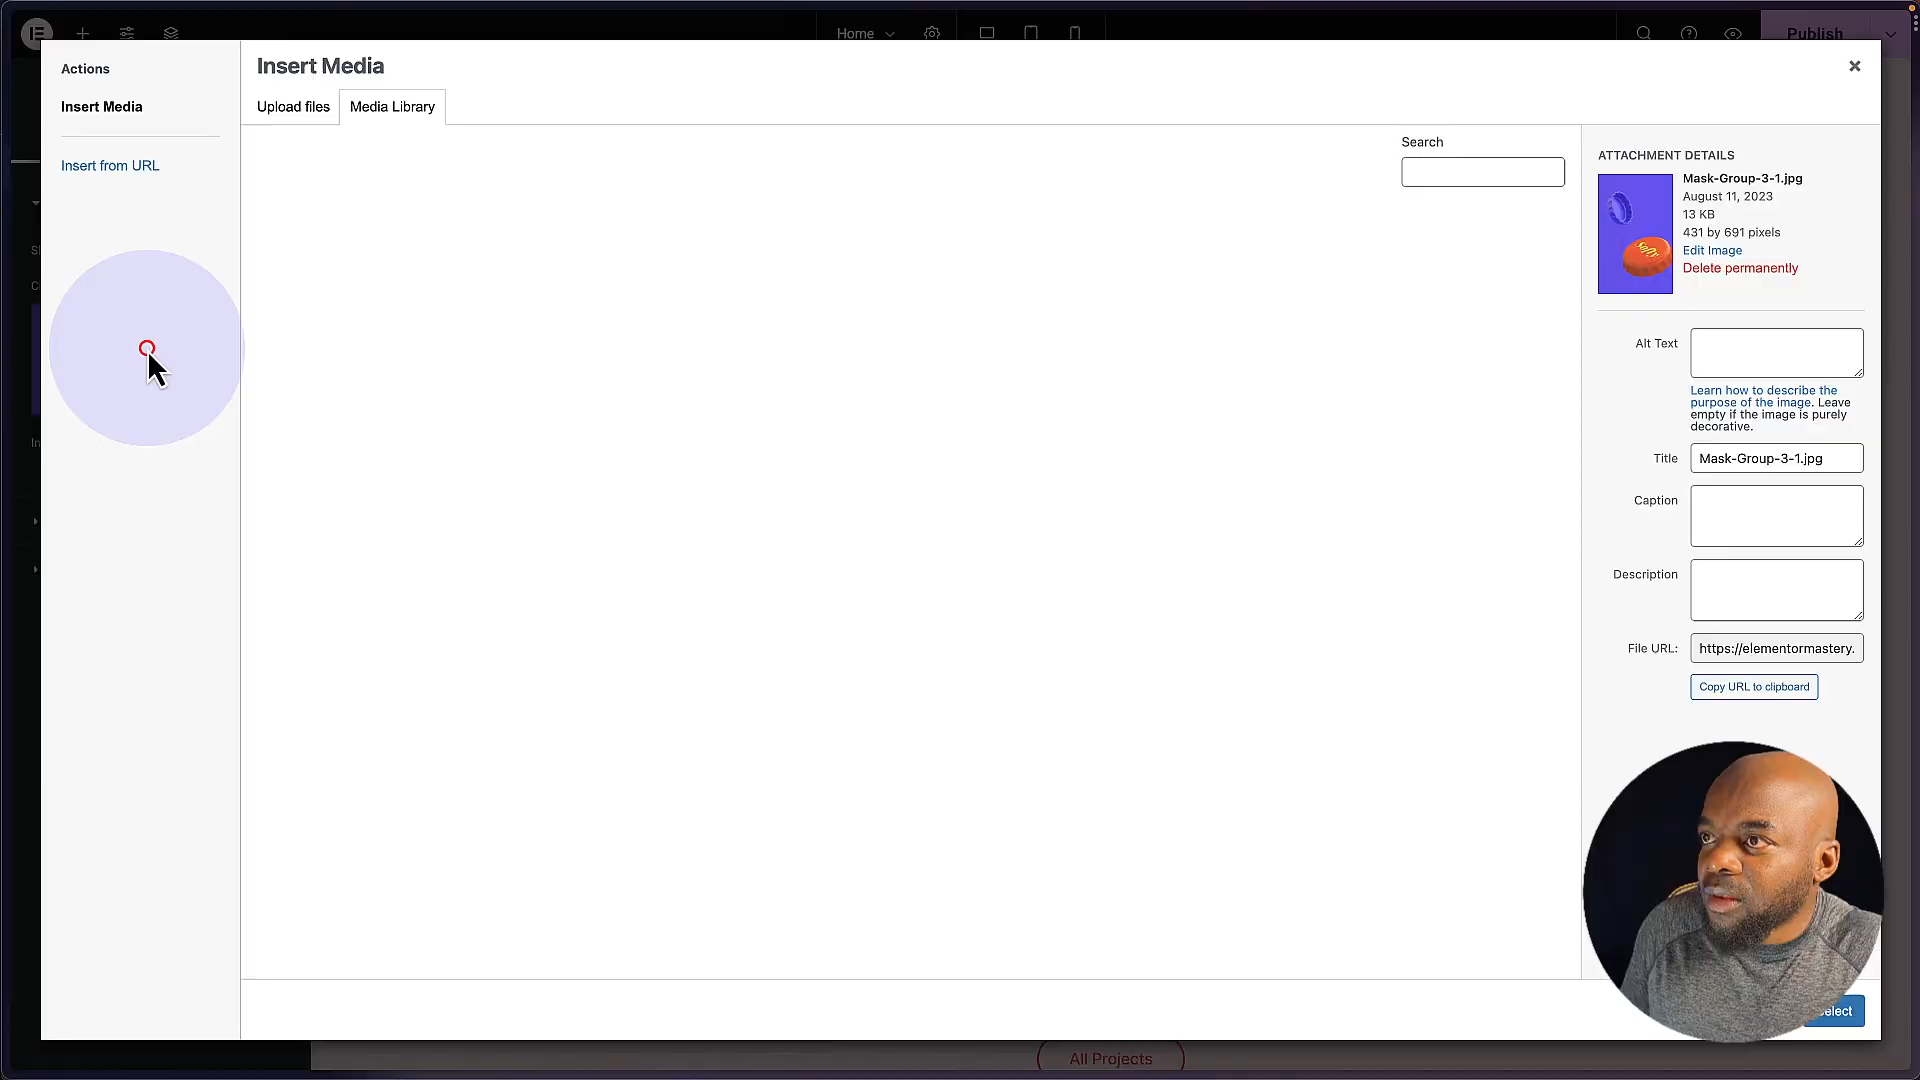 Home
Publish
Actions
Insert Media
Insert from URL
Insert Media
Upload files
Media Library
Search
ATTACHMENT DETAILS
Mask-Group-3-1.jpg
August 11, 2023
13 KB
431 by 691 pixels
Edit Image
Delete permanently
Alt Text
Learn how to describe the
purpose of the image. Leave
empty if the image is purely
decorative.
Title
Mask-Group-3-1.jpg
Caption
Description
File URL:
https://elementormastery.
Copy URL to clipboard
All Projects